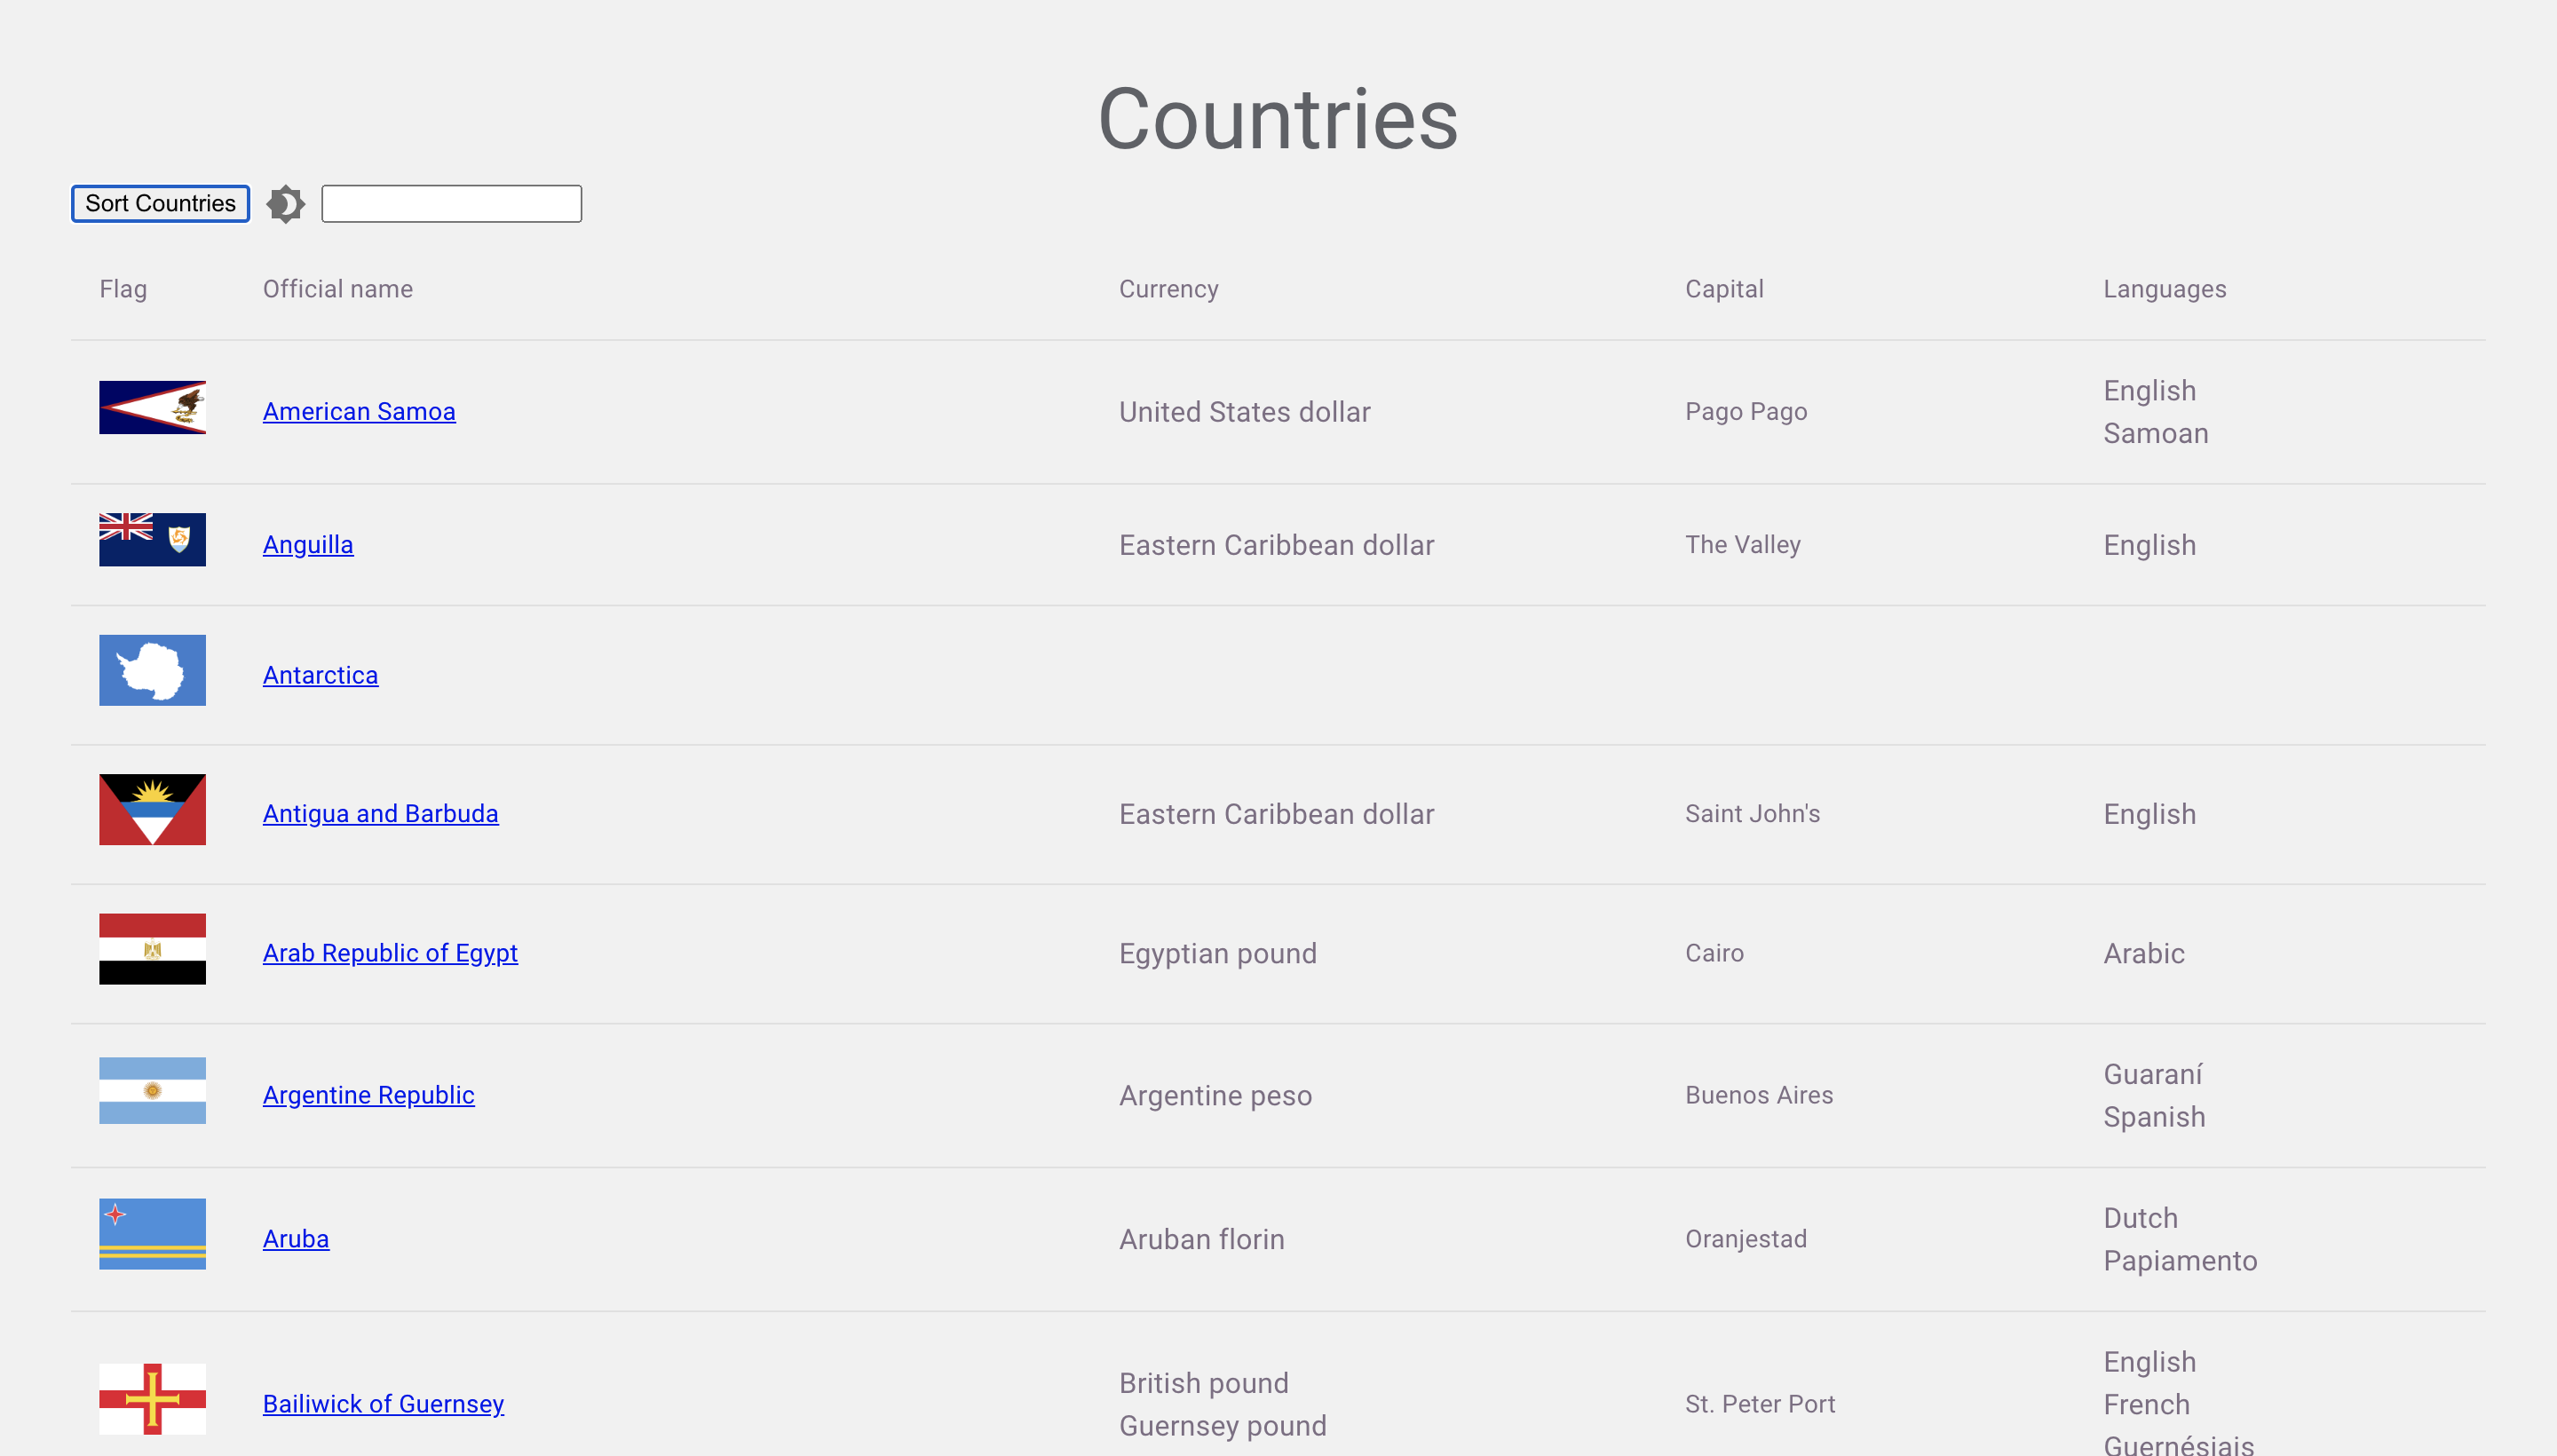 Countries
Sort Countries
Flag Official name Currency Capital Languages
American Samoa United States dollar Pago Pago English
Samoan
Anguilla Eastern Caribbean dollar The Valley English
Antarctica
Antigua and Barbuda Eastern Caribbean dollar Saint John's English
Arab Republic of Egypt Egyptian pound Cairo Arabic
Argentine Republic Argentine peso Buenos Aires Guaraní
Spanish
Aruba Aruban florin Oranjestad Dutch
Papiamento
Bailiwick of Guernsey British pound
Guernsey pound St. Peter Port English
French
Guernésiais